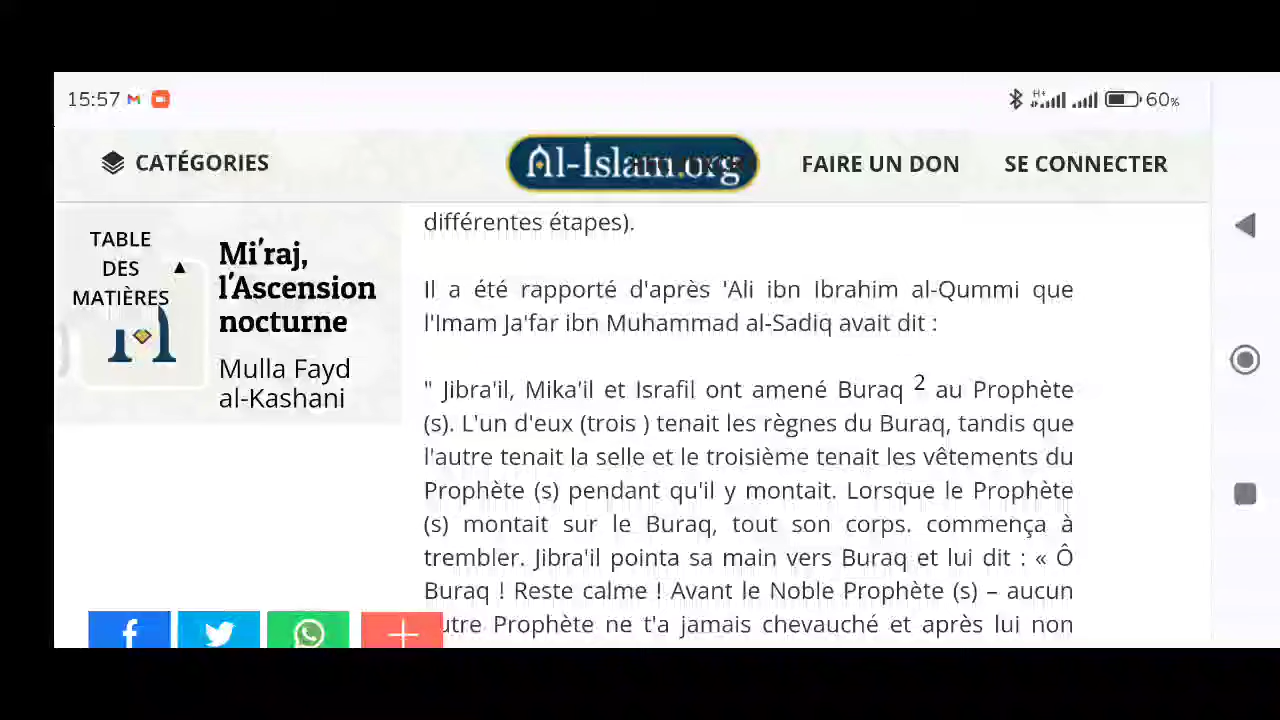 15:57
H+
60%
CATÉGORIES
Al-Islam.org
FAIRE UN DON
SE CONNECTER
TABLE
DES
MATIÈRES
▲
Mi'raj,
l'Ascension
nocturne
Mulla Fayd
al-Kashani
différentes étapes).
Il a été rapporté d'après 'Ali ibn Ibrahim al-Qummi que
l'Imam Ja'far ibn Muhammad al-Sadiq avait dit :
" Jibra'il, Mika'il et Israfil ont amené Buraq 2 au Prophète
(s). L'un d'eux (trois ) tenait les règnes du Buraq, tandis que
l'autre tenait la selle et le troisième tenait les vêtements du
Prophète (s) pendant qu'il y montait. Lorsque le Prophète
(s) montait sur le Buraq, tout son corps. commença à
trembler. Jibra'il pointa sa main vers Buraq et lui dit : « Ô
Buraq ! Reste calme ! Avant le Noble Prophète (s) – aucun
utre Prophète ne t'a jamais chevauché et après lui non